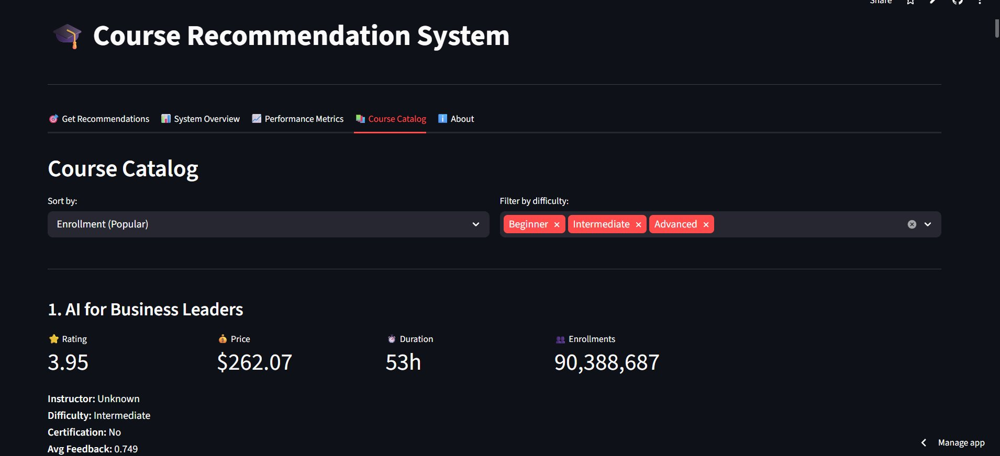 Share
Course Recommendation System
Get Recommendations System Overview Performance Metrics Course Catalog About
Course Catalog
Sort by: Filter by difficulty:
Enrollment (Popular) Beginner × Intermediate × Advanced ×
1. AI for Business Leaders
Rating Price Duration Enrollments
3.95 $262.07 53h 90,388,687
Instructor: Unknown
Difficulty: Intermediate
Certification: No
Avg Feedback: 0.749
Manage app